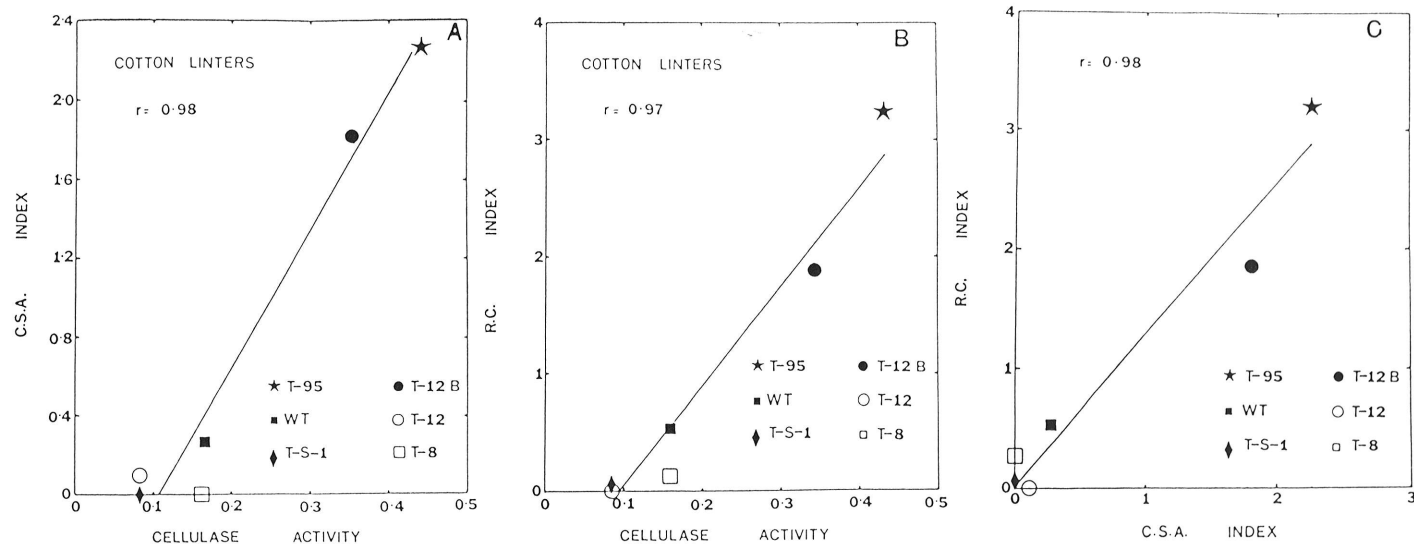 A
COTTON LINTERS
r= 0·98
2·4
2·0
1·6
1·2
0·8
0·4
0
C.S.A. INDEX
T-95
T-12 B
WT
T-12
T-S-1
T-8
0 0·1 0·2 0·3 0·4 0·5
CELLULASE ACTIVITY
B
COTTON LINTERS
r= 0·97
4
3
2
1
0
R.C. INDEX
T-95
T-12 B
WT
T-12
T-S-1
T-8
0 0·1 0·2 0·3 0·4 0·5
CELLULASE ACTIVITY
C
r= 0·98
4
3
2
1
0
R.C. INDEX
T-95
T-12 B
WT
T-12
T-S-1
T-8
0 1 2 3
C.S.A. INDEX